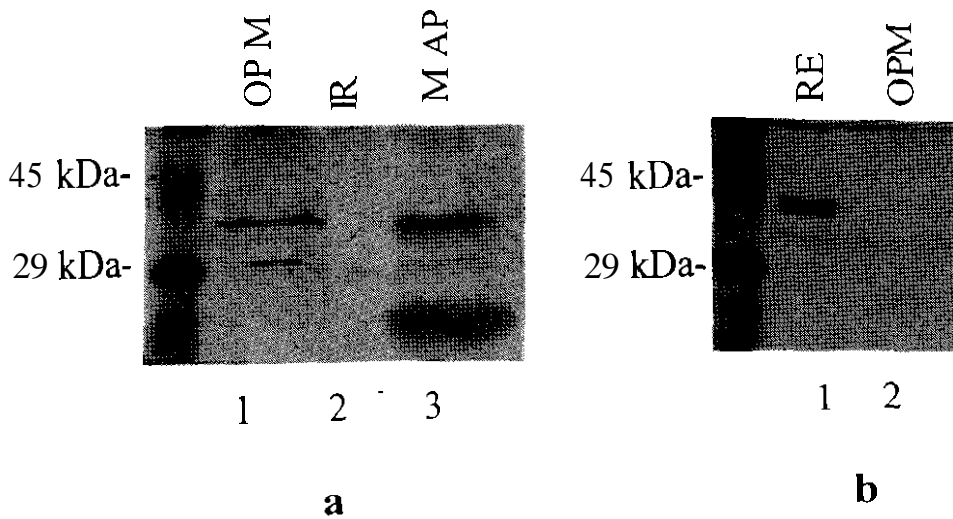 OP M
IR
M AP
45 kDa-
29 kDa-
1 2 3
a
RE
OPM
45 kDa-
29 kDa-
1 2
b